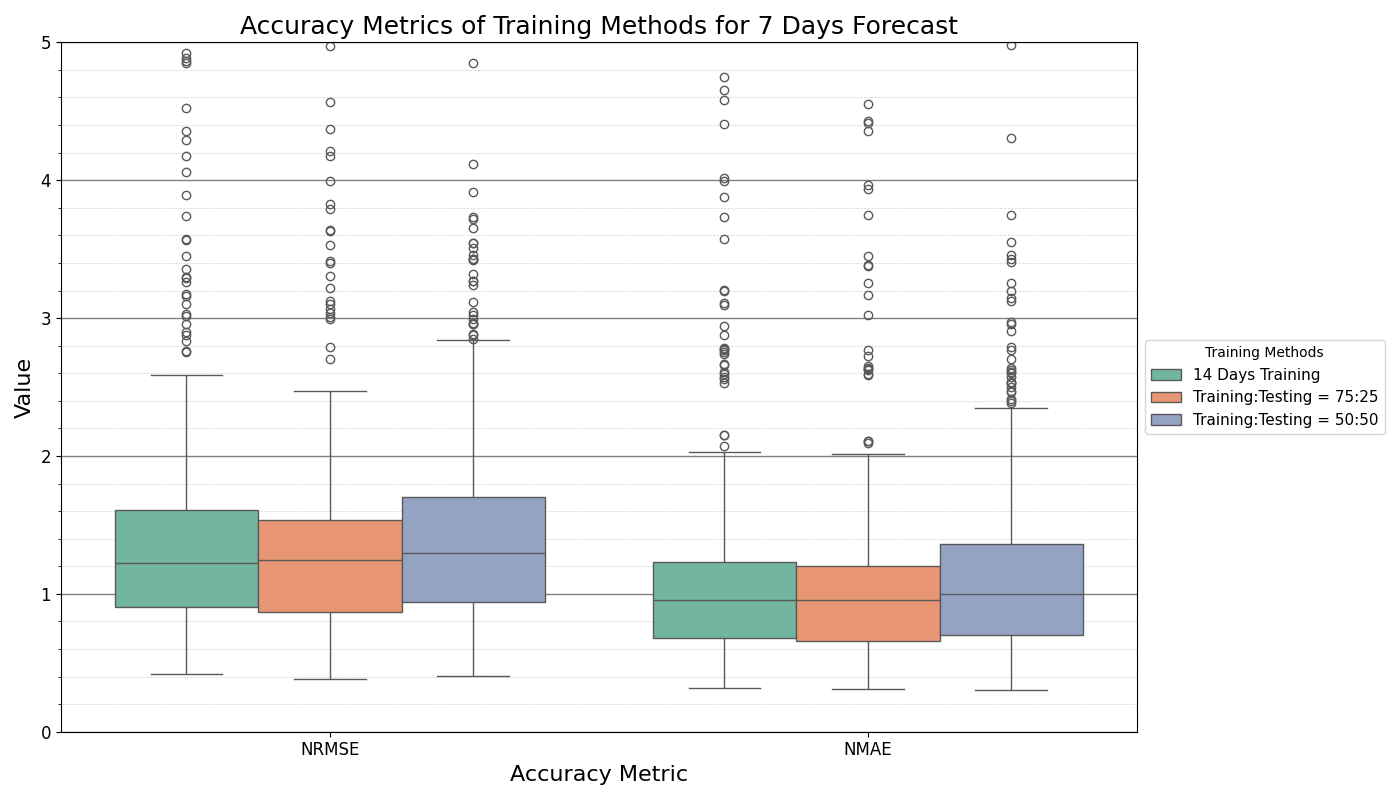 Accuracy Metrics of Training Methods for 7 Days Forecast
5
4
3
2
1
0
Value
NRMSE
NMAE
Accuracy Metric
Training Methods
14 Days Training
Training:Testing = 75:25
Training:Testing = 50:50